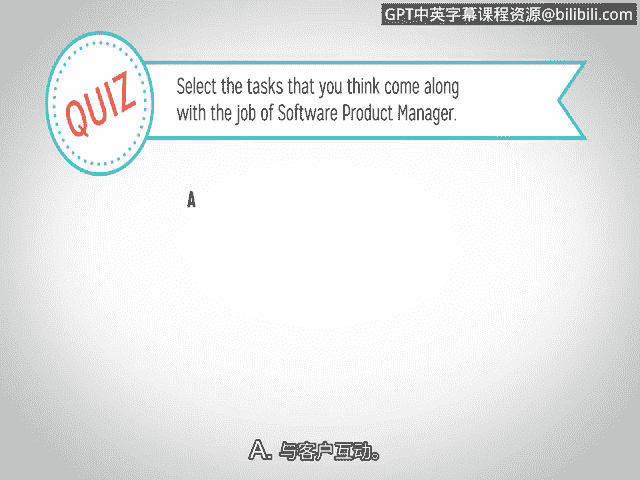 GPT中英字幕课程资源@bilibili.com
QUIZ
Select the tasks that you think come along
with the job of Software Product Manager.
A
A. 与客户互动。